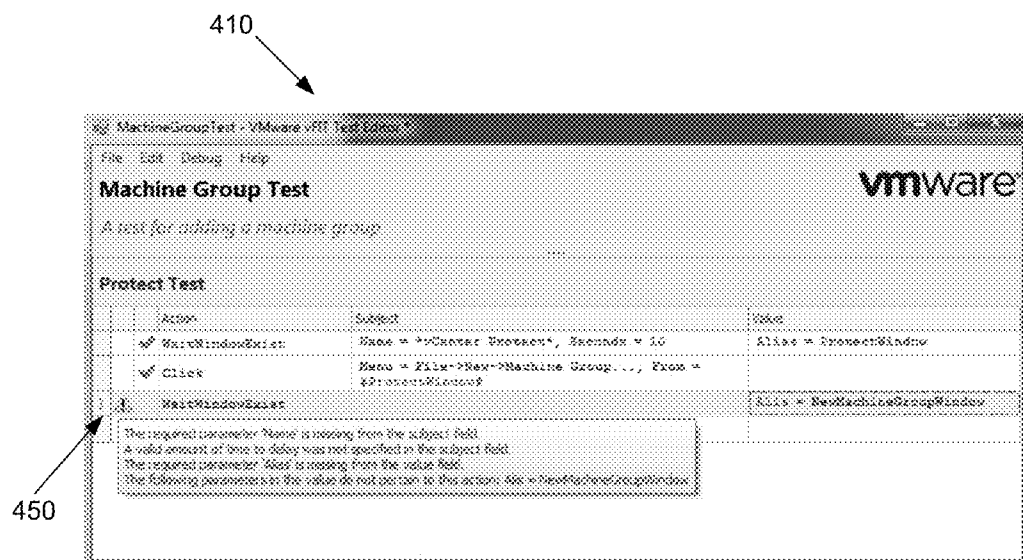 410
MachineGroupTest - VMware vFIT Test Editor
File Edit Debug Help
Machine Group Test
vmware
A test for adding a machine group
....
Protect Test
Action Subject Value
WaitWindowExist Name = *vCenter Protect*, Seconds = 10 Alias = ProtectWindow
Click Menu = File->New->Machine Group..., From =
#ProtectWindow#
WaitWindowExist Alis = NewMachineGroupWindow
The required parameter 'Name' is missing from the subject field.
A valid amount of time to delay was not specified in the subject field.
The required parameter 'Alias' is missing from the value field.
The following parameters in the value do not pertain to this action: Alis = NewMachineGroupWindow
450